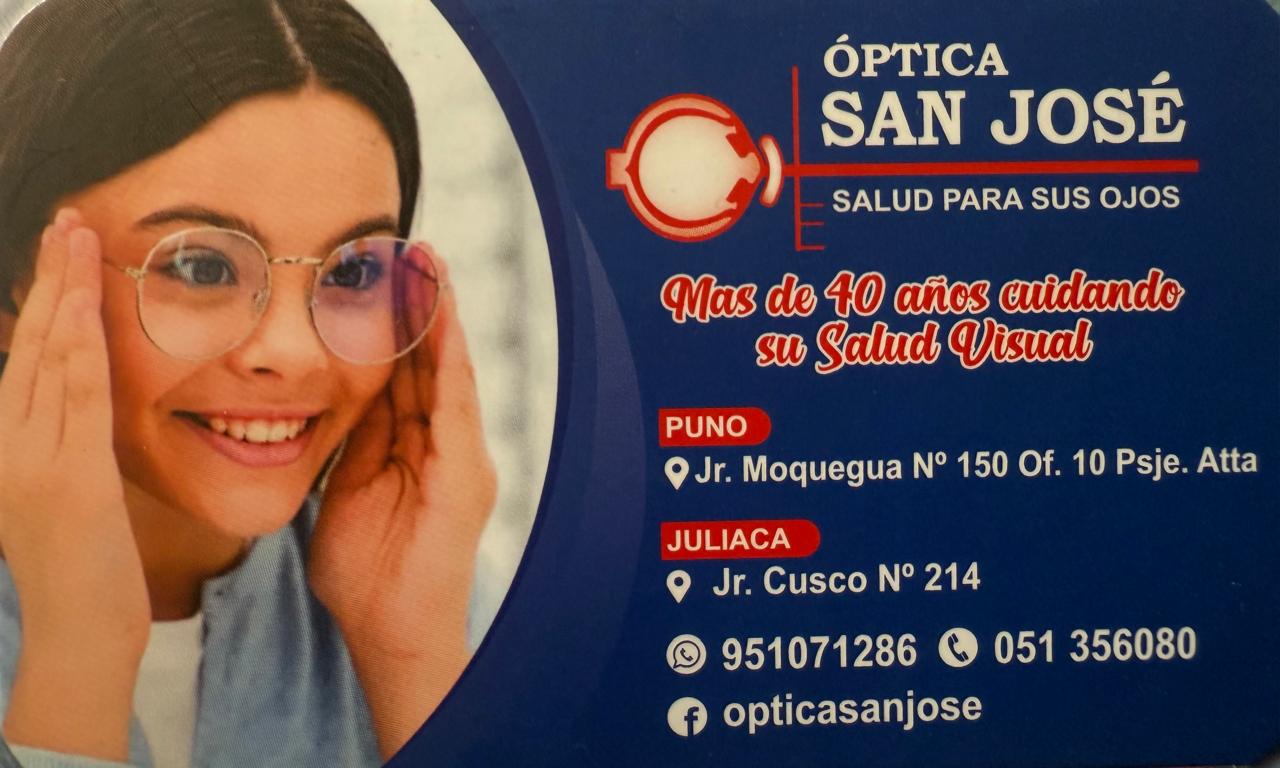 ÓPTICA
SAN JOSÉ
SALUD PARA SUS OJOS
Mas de 40 años cuidando
su Salud Visual
PUNO
Jr. Moquegua Nº 150 Of. 10 Psje. Atta
JULIACA
Jr. Cusco Nº 214
951071286 051 356080
opticasanjose